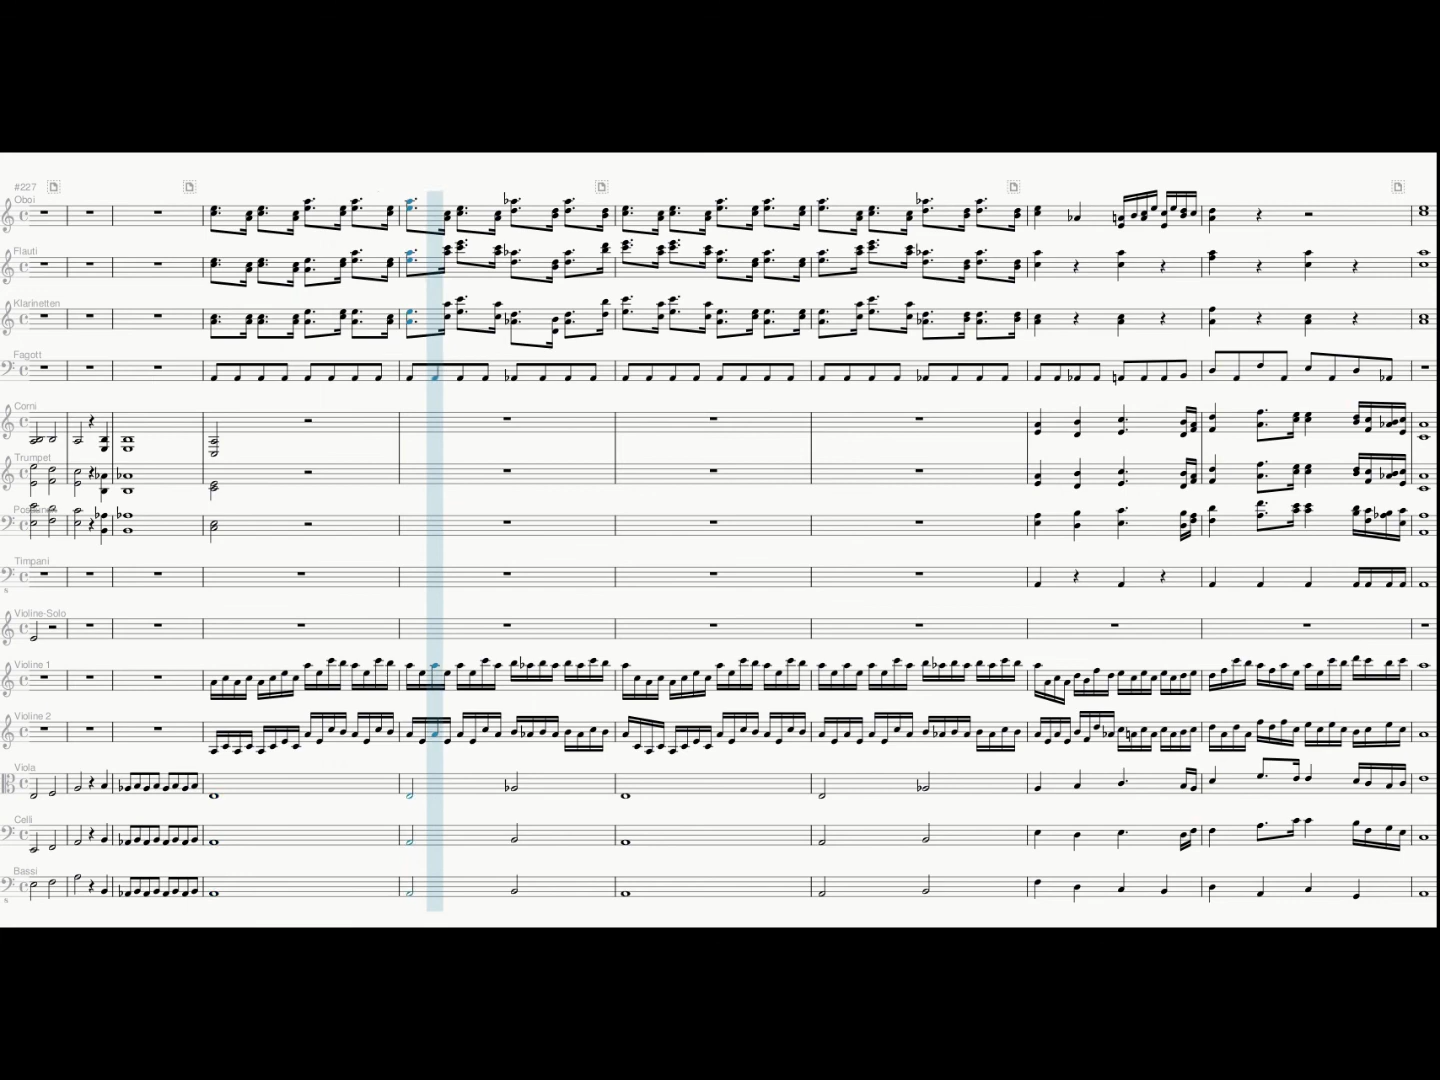 #227
Oboi
Flauti
Klarinetten
Fagott
Corni
Trumpet
Timpani
Violine-Solo
Violine 1
Violine 2
Viola
Celli
Bassi